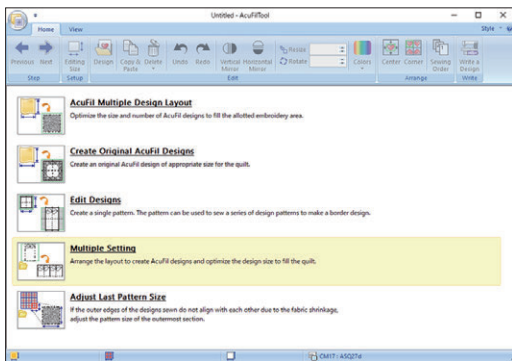 Untitled - AcuFilTool
Home View Style
Previous Next Editing Size Design Copy & Paste Delete Undo Redo Vertical Mirror Horizontal Mirror Resize Rotate Colors Center Corner Sewing Order Write a Design
Step Setup Edit Arrange Write
AcuFil Multiple Design Layout
Optimize the size and number of AcuFil designs to fill the allotted embroidery area.
Create Original AcuFil Designs
Create an original AcuFil design of appropriate size for the quilt.
Edit Designs
Create a single pattern. The pattern can be used to sew a series of design patterns to make a border design.
Multiple Setting
Arrange the layout to create AcuFil designs and optimize the design size to fill the quilt.
Adjust Last Pattern Size
If the outer edges of the designs sewn do not align with each other due to the fabric shrinkage,
adjust the pattern size of the outermost section.
CM17 : ASQ27d